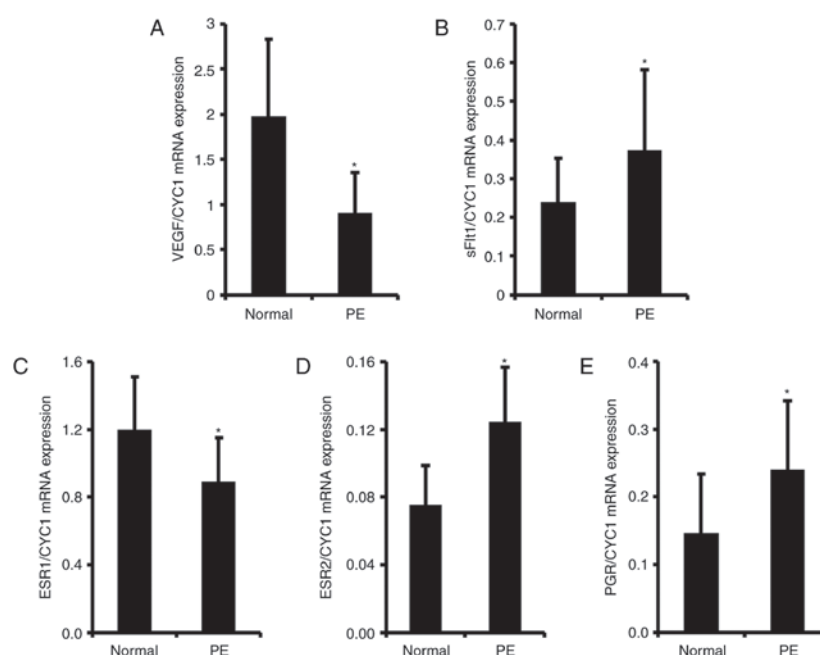 A
VEGF/CYC1 mRNA expression
3
2.5
2
1.5
1
0.5
0
*
Normal PE
B
sFlt1/CYC1 mRNA expression
0.7
0.6
0.5
0.4
0.3
0.2
0.1
0
*
Normal PE
C
ESR1/CYC1 mRNA expression
1.6
1.2
0.8
0.4
0.0
*
Normal PE
D
ESR2/CYC1 mRNA expression
0.16
0.12
0.08
0.04
0.00
*
Normal PE
E
PGR/CYC1 mRNA expression
0.4
0.3
0.2
0.1
0.0
*
Normal PE